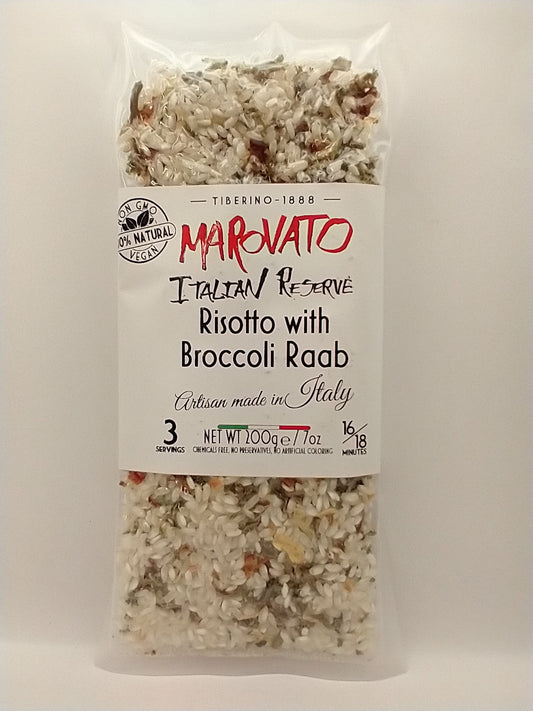 TIBERINO-1888
NON GMO
100% NATURAL
VEGAN
MAROVATO
ITALIAN RESERVE
Risotto with
Broccoli Raab
Artisan made in Italy
3
SERVINGS
NET WT 200g e / 7oz
16/18
MINUTES
CHEMICALS FREE, NO PRESERVATIVES, NO ARTIFICIAL COLORING